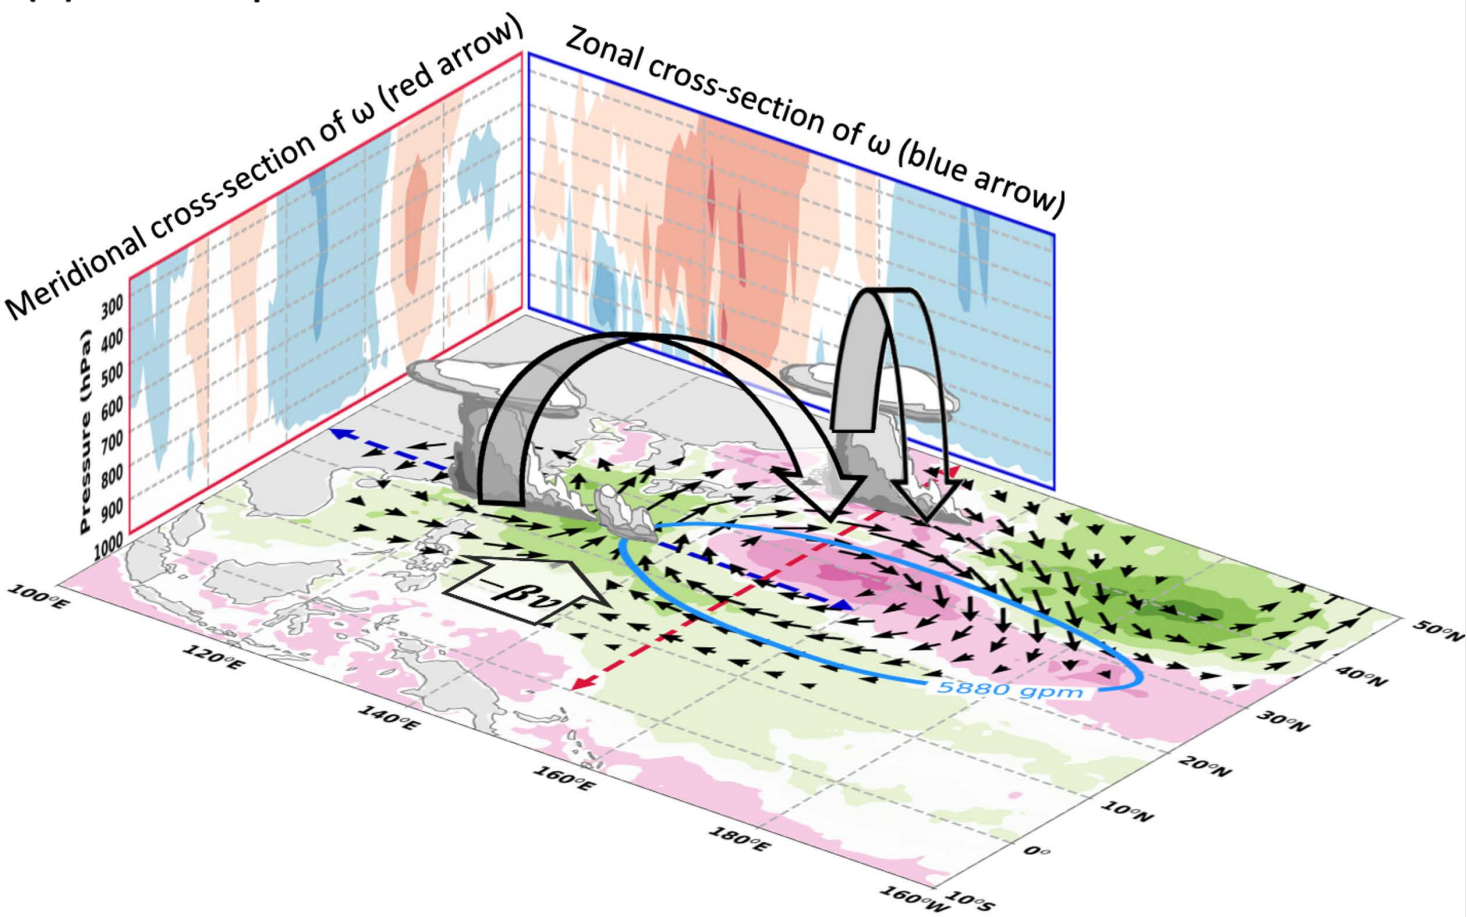 Zonal cross-section of ω (blue arrow)
Meridional cross-section of ω (red arrow)
Pressure (hPa)
300
400
500
600
700
800
900
1000
−βv
5880 gpm
100°E
120°E
140°E
160°E
180°E
160°W
10°S
0°
10°N
20°N
30°N
40°N
50°N